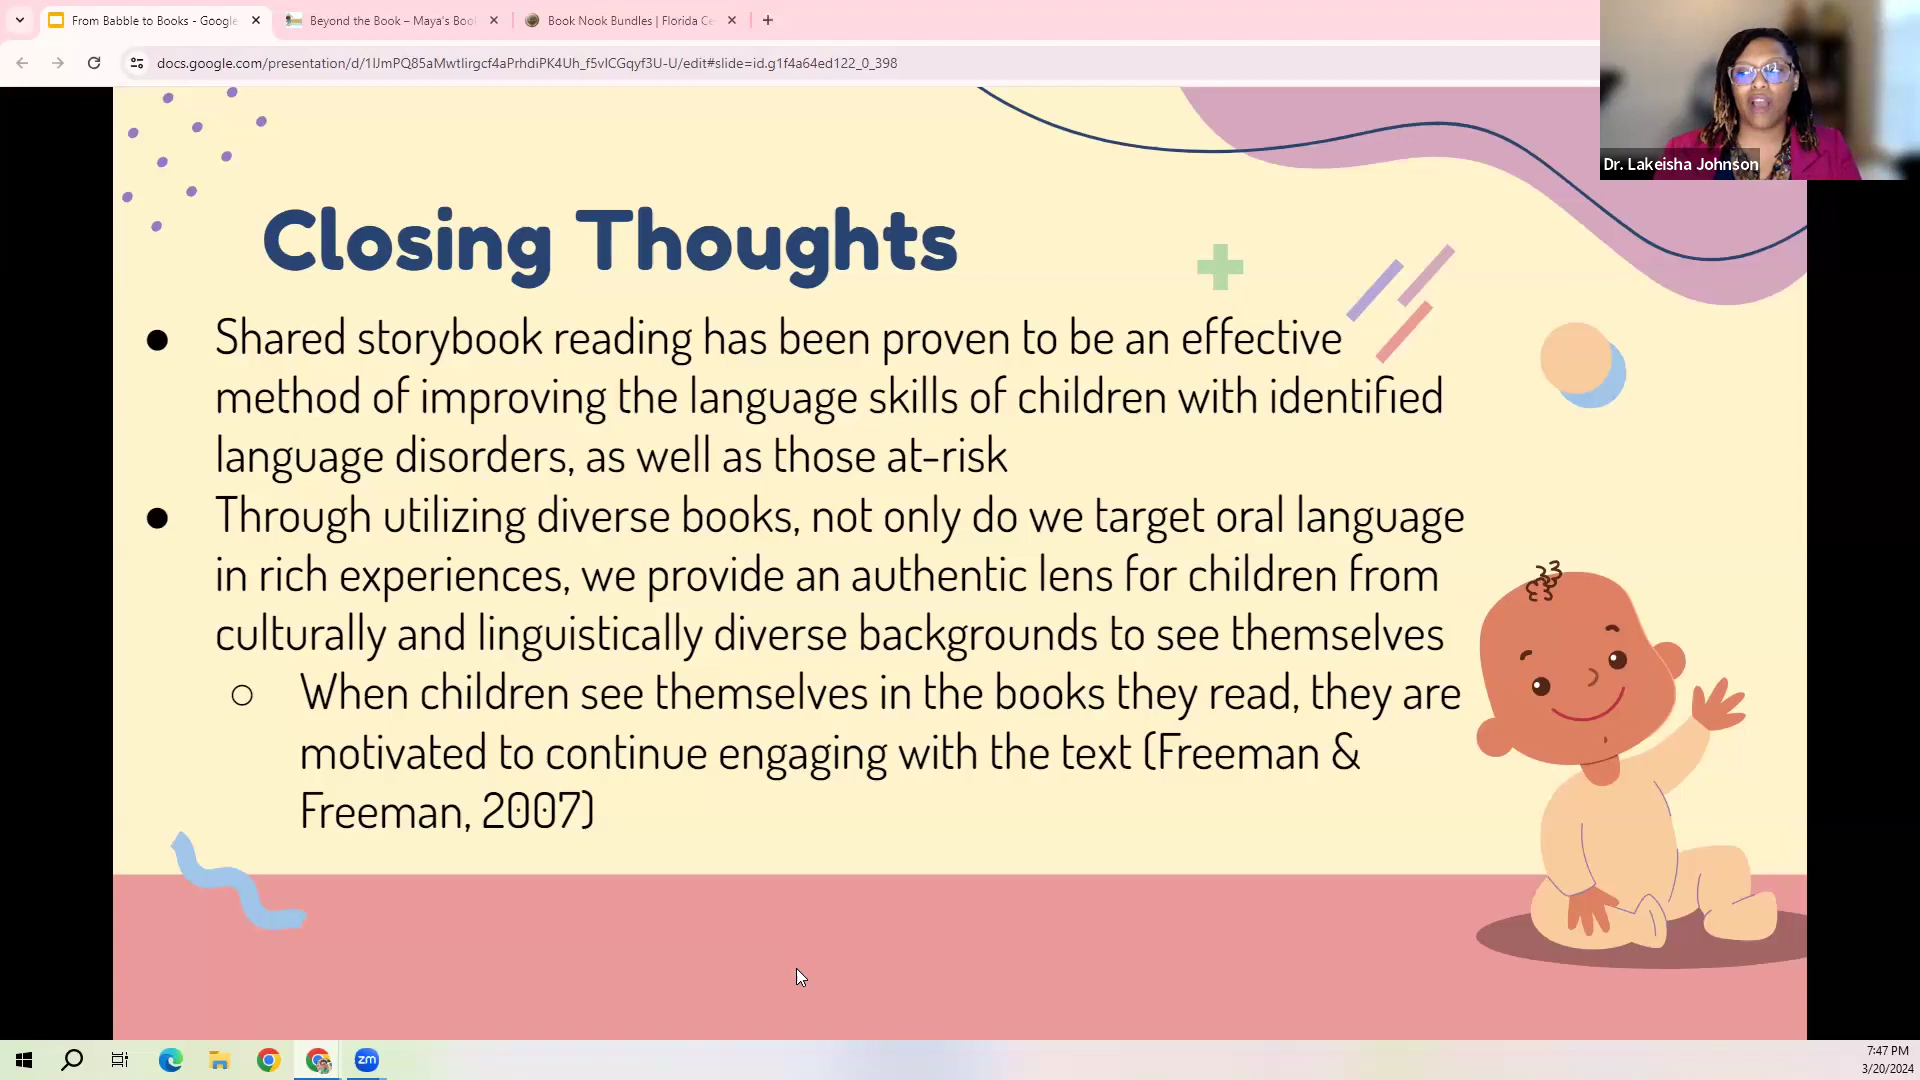 From Babble to Books - Google
Beyond the Book – Maya's Boo
Book Nook Bundles | Florida Ce
docs.google.com/presentation/d/1IJmPQ85aMwtlirgcf4aPrhdiPK4Uh_f5vICGqyf3U-U/edit#slide=id.g1f4a64ed122_0_398
Dr. Lakeisha Johnson
Closing Thoughts
● Shared storybook reading has been proven to be an effective
method of improving the language skills of children with identified
language disorders, as well as those at-risk
● Through utilizing diverse books, not only do we target oral language
in rich experiences, we provide an authentic lens for children from
culturally and linguistically diverse backgrounds to see themselves
○ When children see themselves in the books they read, they are
motivated to continue engaging with the text (Freeman &
Freeman, 2007)
zm
7:47 PM
3/20/2024